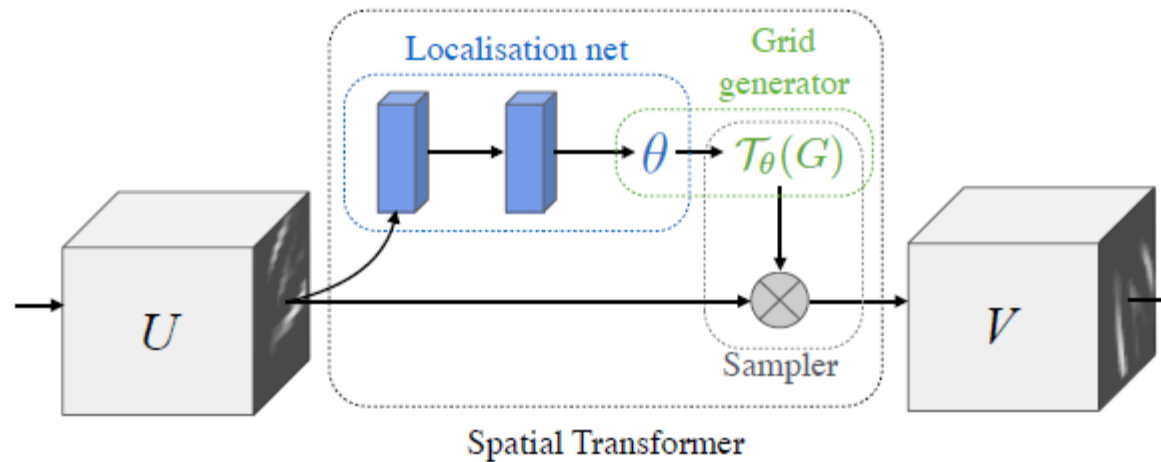 Localisation net
Grid
generator
θ
𝒯θ(G)
U
V
Sampler
Spatial Transformer